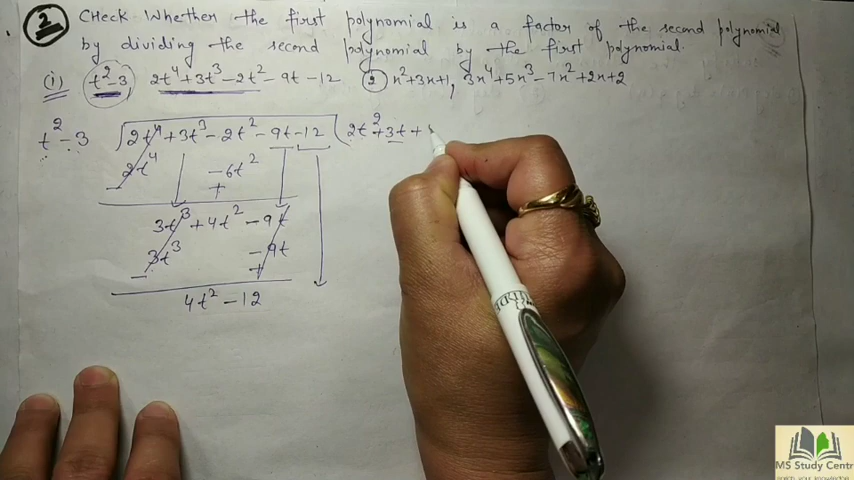 2 Check Whether the first polynomial is a factor of the second polynomial
by dividing the second polynomial by the first polynomial.
(i) t²-3, 2t⁴+3t³-2t²-9t-12 2 x²+3x+1, 3x⁴+5x³-7x²+2x+2
t²-3 2t⁴+3t³-2t²-9t-12 2t²+3t+
2t⁴ -6t²
- +
3t³+4t²-9t
3t³ -9t
- +
4t²-12
MS Study Centr